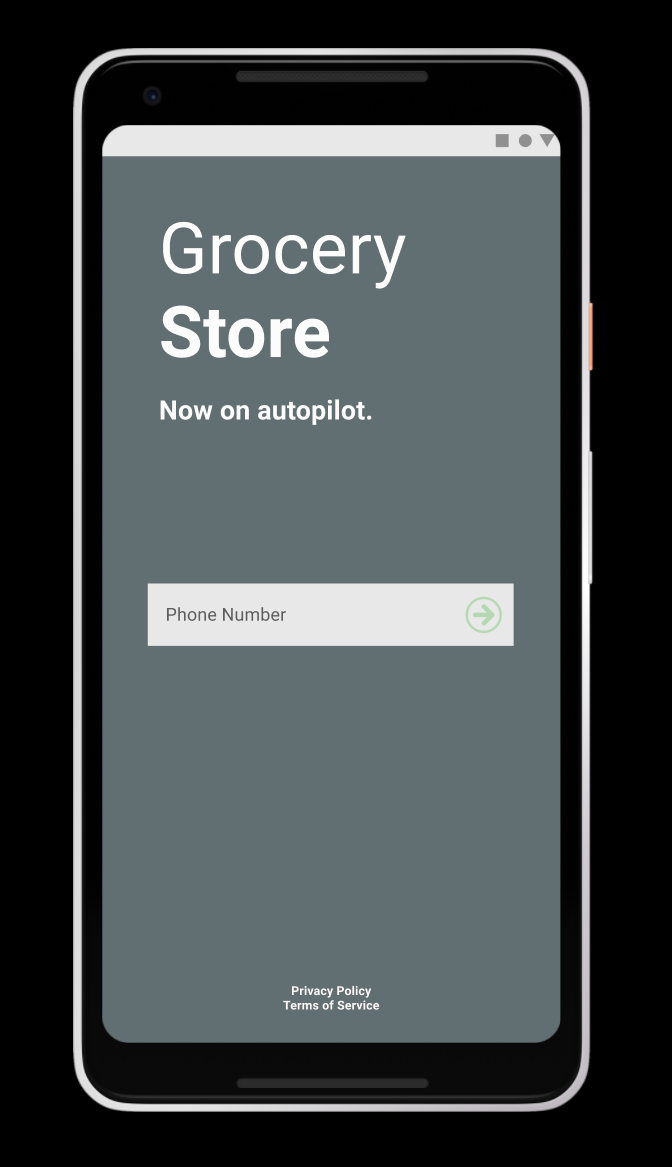 Grocery
Store
Now on autopilot.
Phone Number
Privacy Policy
Terms of Service